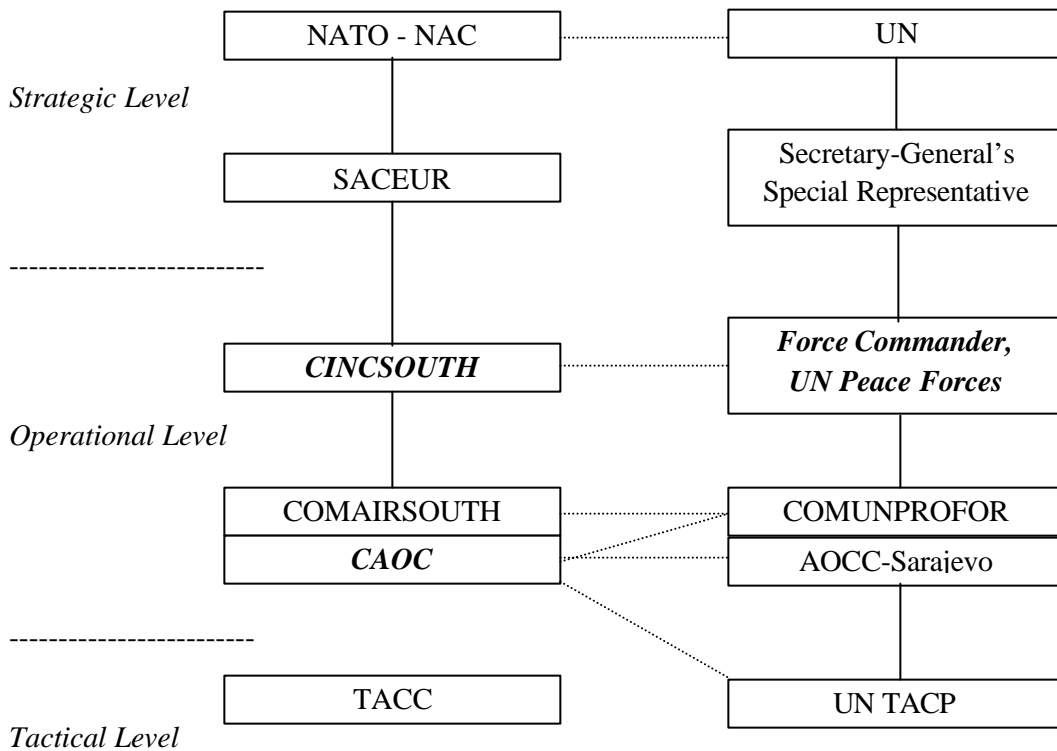 NATO - NAC
UN
Strategic Level
SACEUR
Secretary-General's
Special Representative
CINCSOUTH
Force Commander,
UN Peace Forces
Operational Level
COMAIRSOUTH
COMUNPROFOR
CAOC
AOCC-Sarajevo
TACC
UN TACP
Tactical Level